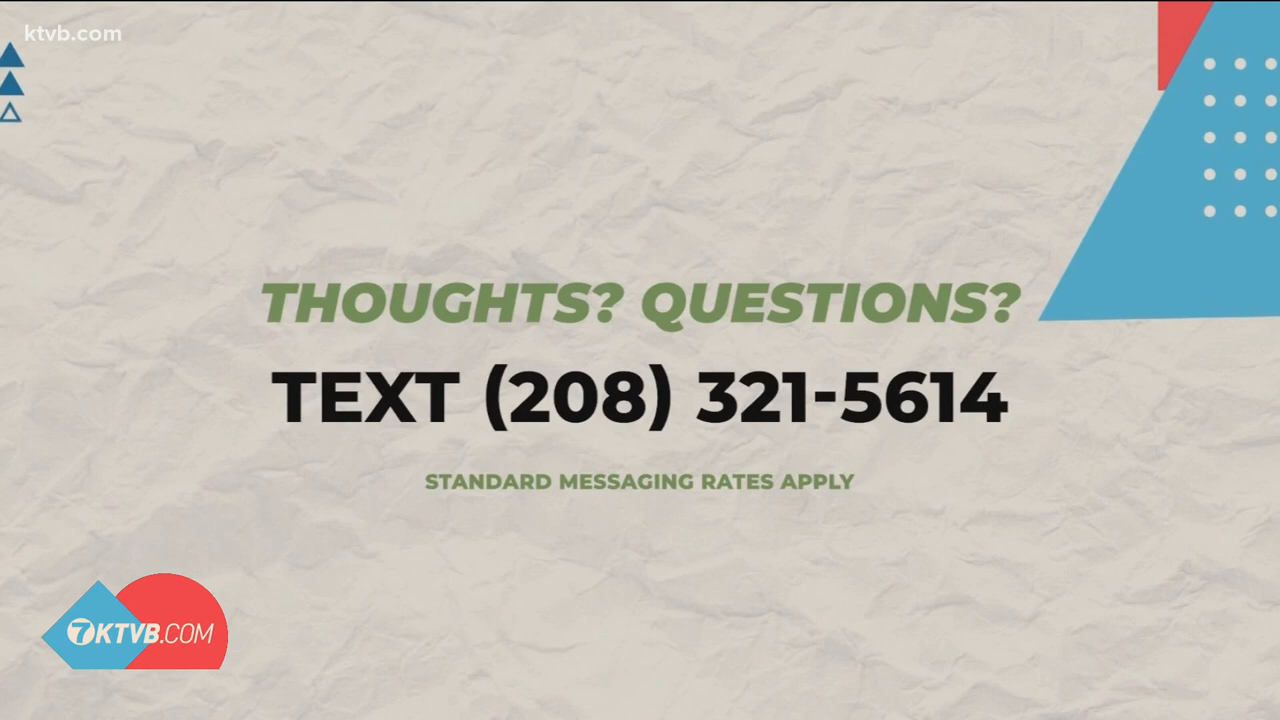 ktvb.com
THOUGHTS? QUESTIONS?
TEXT (208) 321-5614
STANDARD MESSAGING RATES APPLY
7KTVB.COM